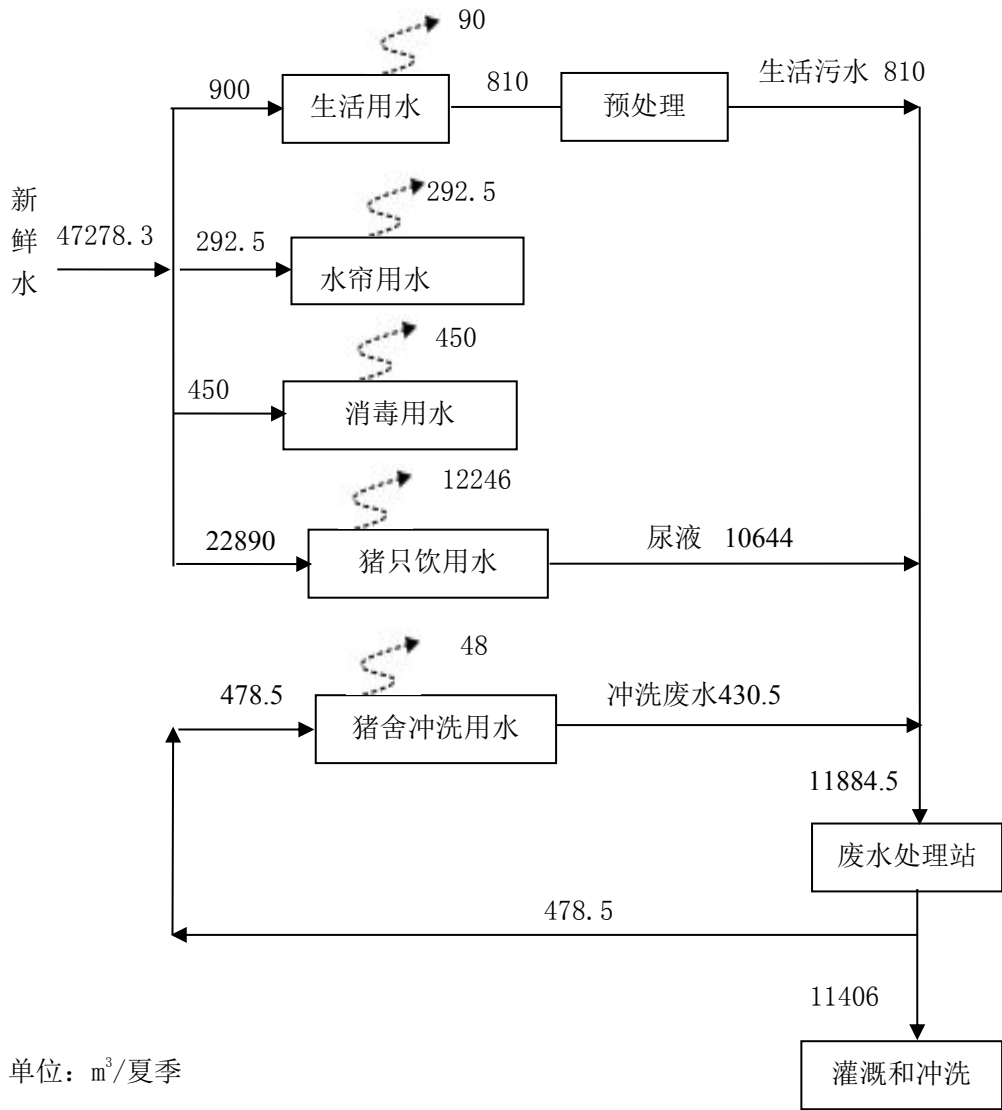 90
900
生活用水
810
预处理
生活污水 810
新
鲜
水
47278.3
292.5
292.5
水帘用水
450
450
消毒用水
12246
22890
猪只饮用水
尿液 10644
48
478.5
猪舍冲洗用水
冲洗废水430.5
11884.5
废水处理站
478.5
11406
灌溉和冲洗
单位：m³/夏季